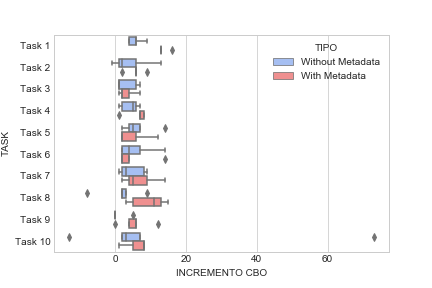 TIPO
Without Metadata
With Metadata
Task 1
Task 2
Task 3
Task 4
Task 5
Task 6
Task 7
Task 8
Task 9
Task 10
TASK
0 20 40 60
INCREMENTO CBO